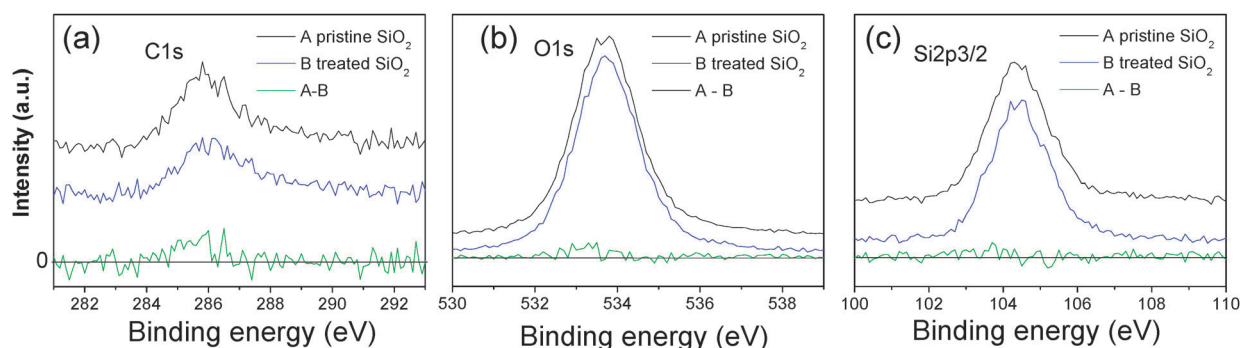 (a)
C1s
A pristine SiO₂
B treated SiO₂
A-B
Intensity (a.u.)
0
282 284 286 288 290 292
Binding energy (eV)
(b)
O1s
A pristine SiO₂
B treated SiO₂
A - B
530 532 534 536 538
Binding energy (eV)
(c)
Si2p3/2
A pristine SiO₂
B treated SiO₂
A - B
100 102 104 106 108 110
Binding energy (eV)